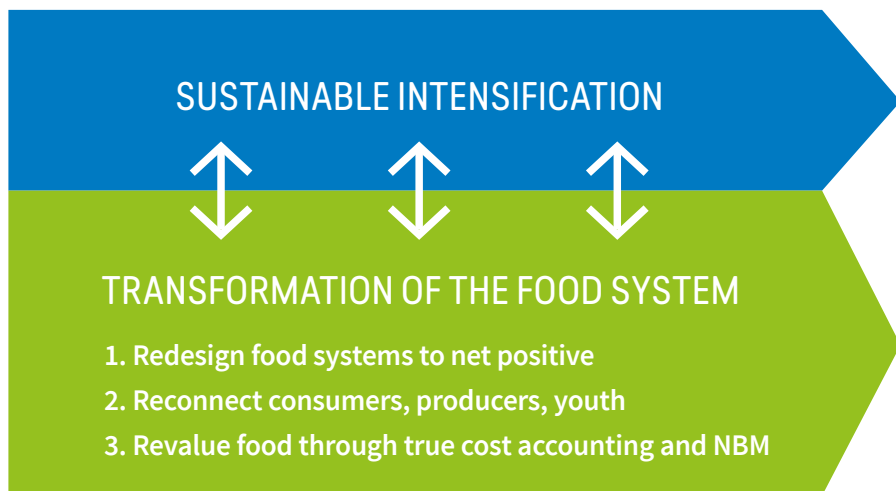 SUSTAINABLE INTENSIFICATION
TRANSFORMATION OF THE FOOD SYSTEM
1. Redesign food systems to net positive
2. Reconnect consumers, producers, youth
3. Revalue food through true cost accounting and NBM